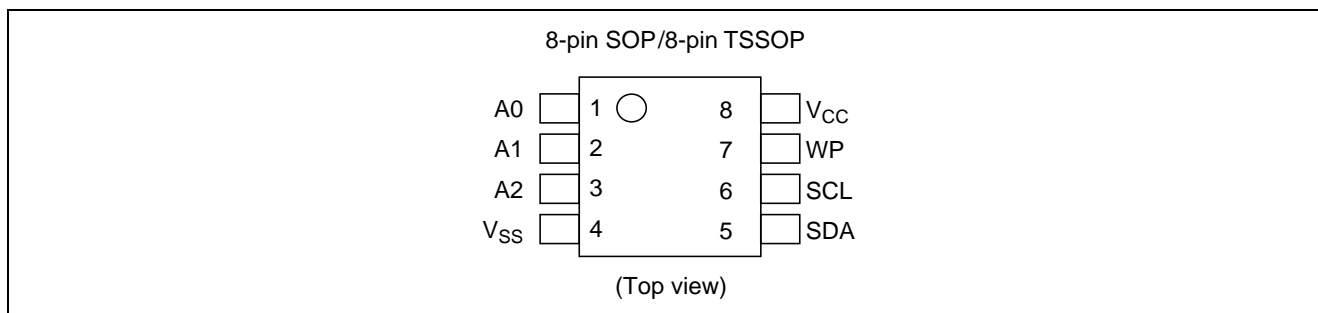 8-pin SOP/8-pin TSSOP
A0 1 8 VCC
A1 2 7 WP
A2 3 6 SCL
VSS 4 5 SDA
(Top view)